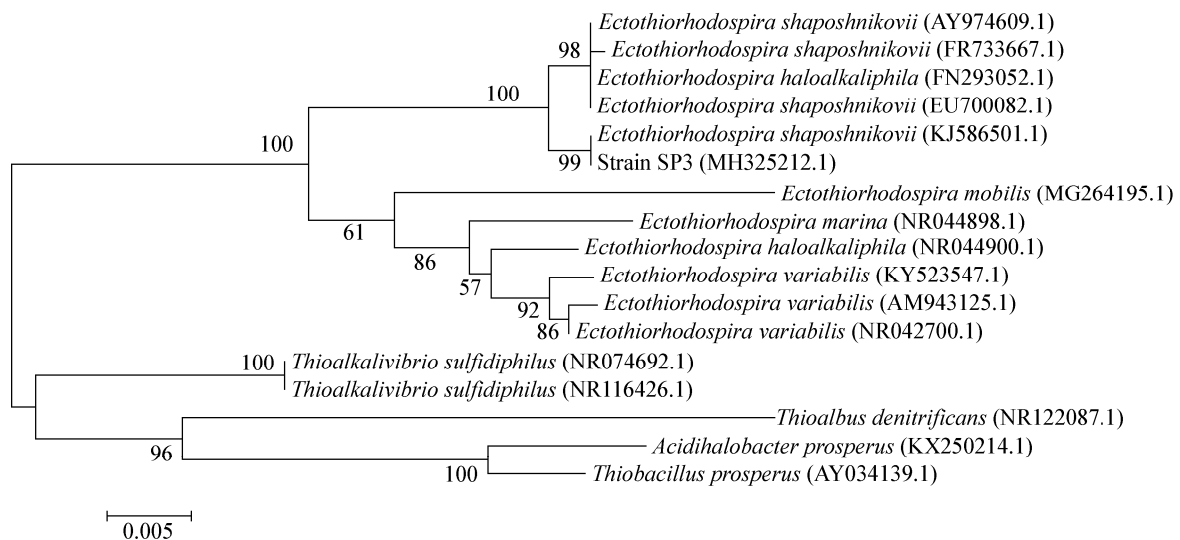 Ectothiorhodospira shaposhnikovii (AY974609.1)
98
Ectothiorhodospira shaposhnikovii (FR733667.1)
Ectothiorhodospira haloalkaliphila (FN293052.1)
100
Ectothiorhodospira shaposhnikovii (EU700082.1)
Ectothiorhodospira shaposhnikovii (KJ586501.1)
100
99
Strain SP3 (MH325212.1)
Ectothiorhodospira mobilis (MG264195.1)
61
Ectothiorhodospira marina (NR044898.1)
Ectothiorhodospira haloalkaliphila (NR044900.1)
86
Ectothiorhodospira variabilis (KY523547.1)
57
Ectothiorhodospira variabilis (AM943125.1)
92
86
Ectothiorhodospira variabilis (NR042700.1)
100
Thioalkalivibrio sulfidiphilus (NR074692.1)
Thioalkalivibrio sulfidiphilus (NR116426.1)
Thioalbus denitrificans (NR122087.1)
96
Acidihalobacter prosperus (KX250214.1)
100
Thiobacillus prosperus (AY034139.1)
0.005